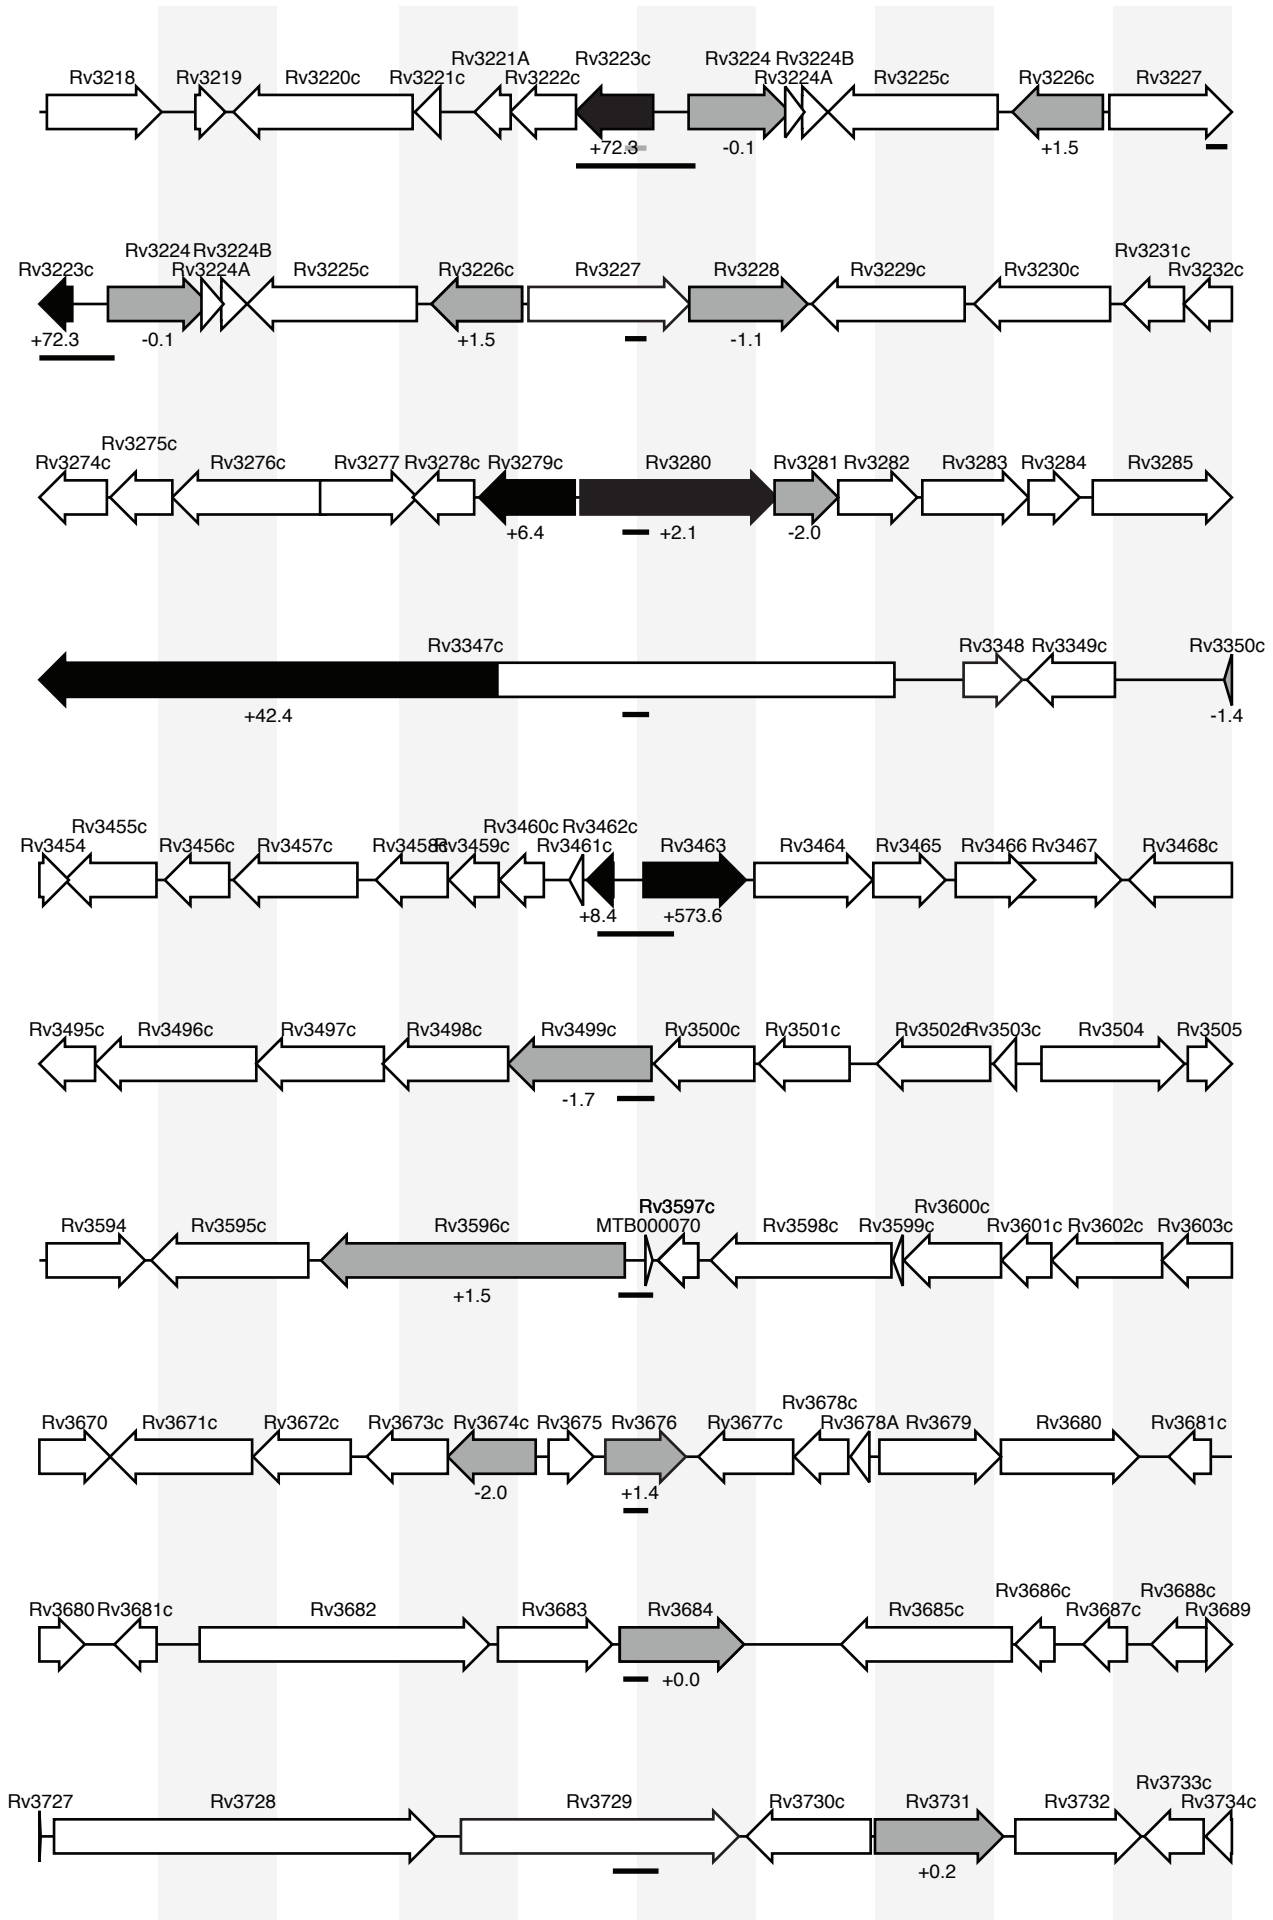 Rv3221A Rv3223c Rv3224 Rv3224B
Rv3218 Rv3219 Rv3220c Rv3221c Rv3222c Rv3224A Rv3225c Rv3226c Rv3227
+72.3 -0.1 +1.5
Rv3224 Rv3224B Rv3231c
Rv3223c Rv3224A Rv3225c Rv3226c Rv3227 Rv3228 Rv3229c Rv3230c Rv3232c
+72.3 -0.1 +1.5 -1.1
Rv3275c
Rv3274c Rv3276c Rv3277 Rv3278c Rv3279c Rv3280 Rv3281 Rv3282 Rv3283 Rv3284 Rv3285
+6.4 +2.1 -2.0
Rv3347c Rv3348 Rv3349c Rv3350c
+42.4 -1.4
Rv3455c Rv3460c Rv3462c
Rv3454 Rv3456c Rv3457c Rv3458c Rv3459c Rv3461c Rv3463 Rv3464 Rv3465 Rv3466 Rv3467 Rv3468c
+8.4 +573.6
Rv3495c Rv3496c Rv3497c Rv3498c Rv3499c Rv3500c Rv3501c Rv3502c Rv3503c Rv3504 Rv3505
-1.7
Rv3597c Rv3600c
Rv3594 Rv3595c Rv3596c MTB000070 Rv3598c Rv3599c Rv3601c Rv3602c Rv3603c
+1.5
Rv3678c
Rv3670 Rv3671c Rv3672c Rv3673c Rv3674c Rv3675 Rv3676 Rv3677c Rv3678A Rv3679 Rv3680 Rv3681c
-2.0 +1.4
Rv3686c Rv3688c
Rv3680 Rv3681c Rv3682 Rv3683 Rv3684 Rv3685c Rv3687c Rv3689
+0.0
Rv3733c
Rv3727 Rv3728 Rv3729 Rv3730c Rv3731 Rv3732 Rv3734c
+0.2